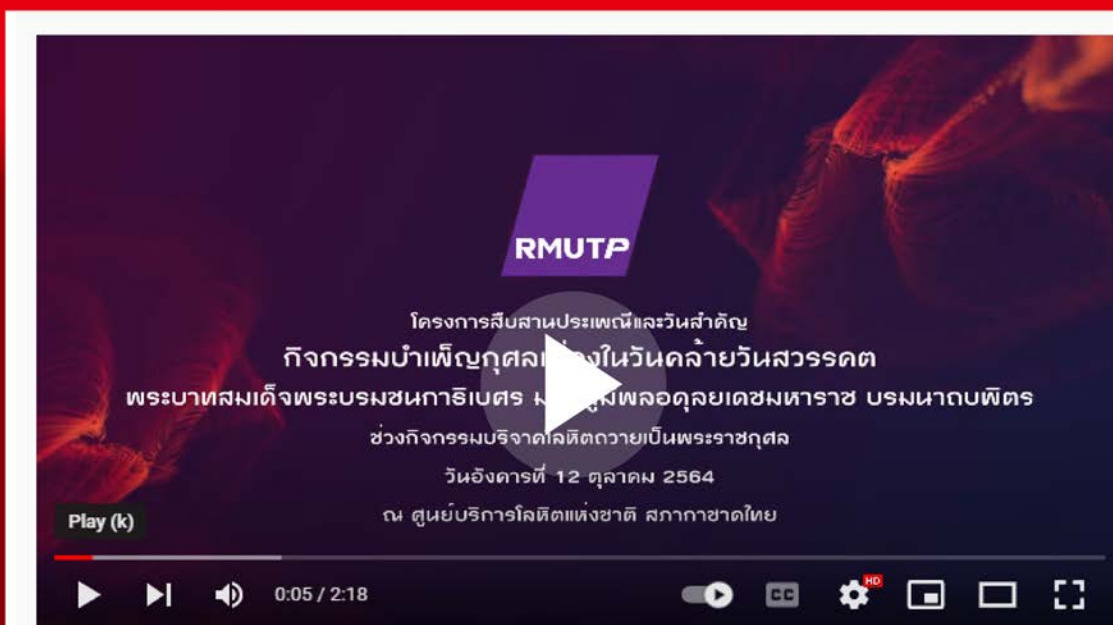 RMUTP
โครงการสืบสานประเพณีและวันสำคัญ
กิจกรรมบำเพ็ญกุศลเนื่องในวันคล้ายวันสวรรคต
พระบาทสมเด็จพระบรมชนกาธิเบศร มหาภูมิพลอดุลยเดชมหาราช บรมนาถบพิตร
ช่วงกิจกรรมบริจาคโลหิตถวายเป็นพระราชกุศล
วันอังคารที่ 12 ตุลาคม 2564
ณ ศูนย์บริการโลหิตแห่งชาติ สภากาชาดไทย
Play (k)
0:05 / 2:18
CC
HD